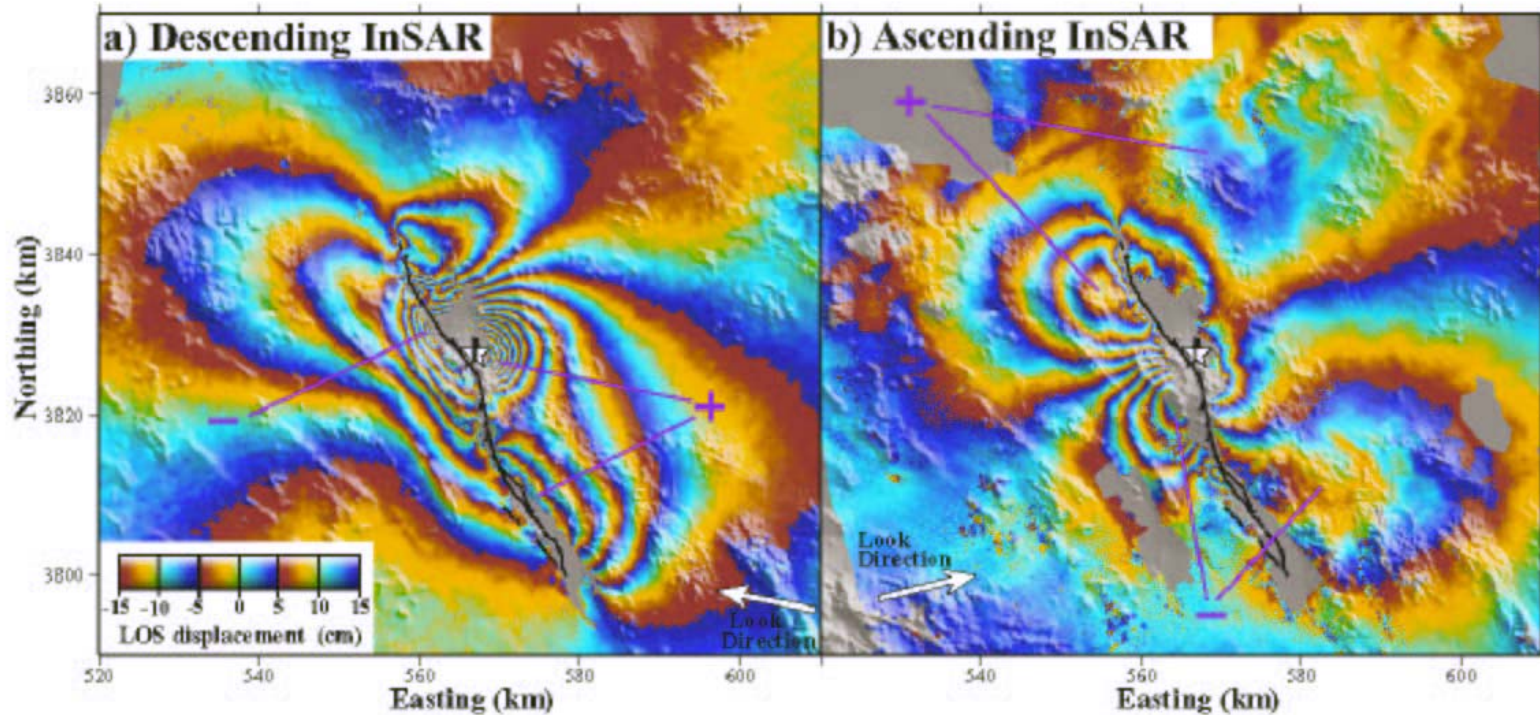 a) Descending InSAR
b) Ascending InSAR
3860
3840
3820
3800
Northing (km)
+
−
+
−
Look
Direction
Look
Direction
-15 -10 -5 0 5 10 15
LOS displacement (cm)
520 540 560 580 600
540 560 580 600
Easting (km)
Easting (km)